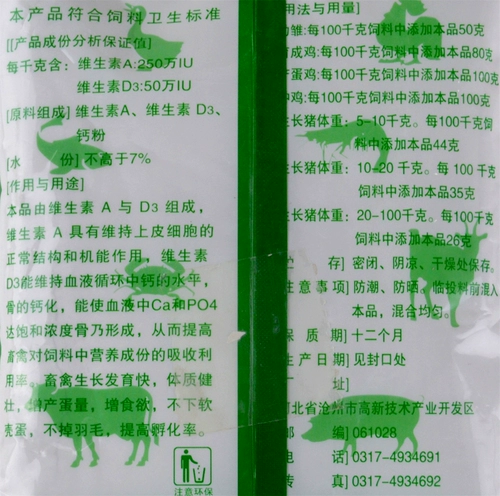 本产品符合饲料卫生标准
[产品成份分析保证值]
每千克含：维生素A:250万IU
维生素D3:50万IU
[原料组成] 维生素A、维生素 D3、
钙粉
[水 份] 不高于7%
[作用与用途]
本品由维生素 A 与 D3 组成，
维生素 A 具有维持上皮细胞的
正常结构和机能作用，维生素
D3能维持血液循环中钙的水平，
骨的钙化，能使血液中Ca和PO4
达饱和浓度骨乃形成，从而提高
畜禽对饲料中营养成份的吸收利
用率。畜禽生长发育快，体质健
壮，增产蛋量，增食欲，不下软
壳蛋，不掉羽毛，提高孵化率。
注意环保
用法与用量]
幼雏:每100千克饲料中添加本品50克
育成鸡:每100千克饲料中添加本品80克
产蛋鸡:每100千克饲料中添加本品100克
种鸡:每100千克饲料中添加本品100克
生长猪体重：5-10千克。每100千克饲
料中添加本品44克
生长猪体重：10-20千克。每 100 千克
饲料中添加本品35克
生长猪体重：20-100千克。每100千克
饲料中添加本品26克
存] 密闭、阴凉、干燥处保存。
注意事项] 防潮、防晒。临投料前混入
本品，混合均匀。
保 质 期] 十二个月
生产日期] 见封口处
址]
河北省沧州市高新技术产业开发区
邮 编] 061028
电 话] 0317-4934691
传 真] 0317-4934692